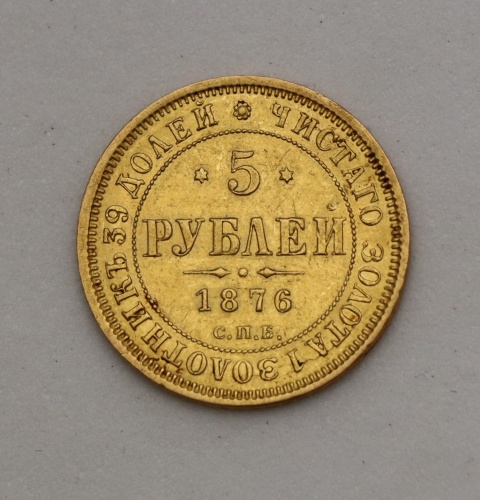 5
РУБЛЕЙ
1876
С.П.Б.
ЧИСТАГО ЗОЛОТА 1 ЗОЛОТНИКЪ 39 ДОЛЕЙ